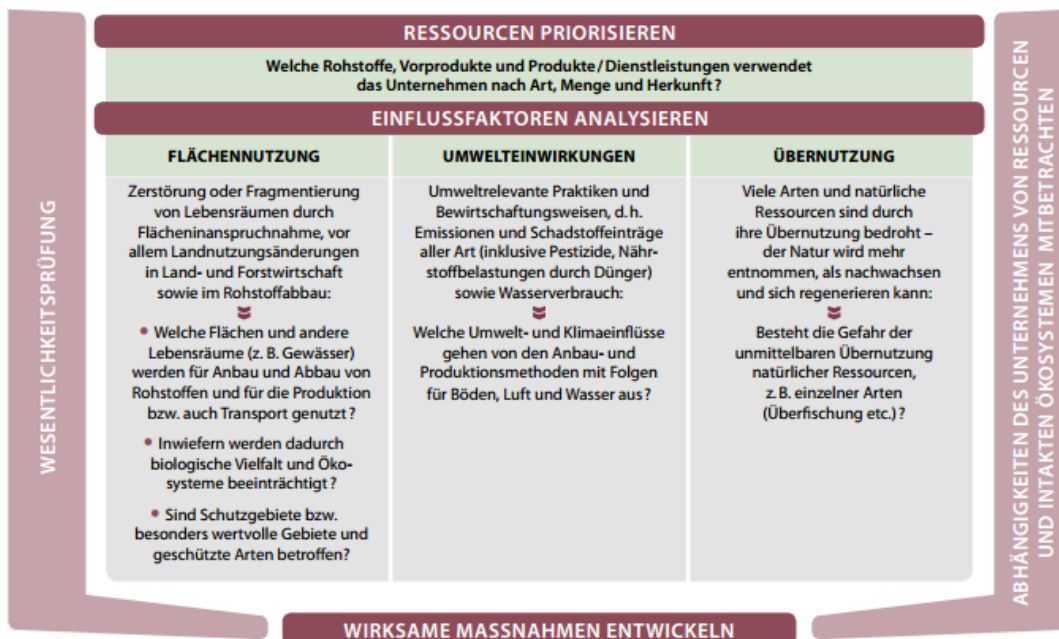 WESENTLICHKEITSPRÜFUNG
RESSOURCEN PRIORISIEREN
Welche Rohstoffe, Vorprodukte und Produkte/Dienstleistungen verwendet
das Unternehmen nach Art, Menge und Herkunft?
EINFLUSSFAKTOREN ANALYSIEREN
FLÄCHENNUTZUNG
Zerstörung oder Fragmentierung
von Lebensräumen durch
Flächeninanspruchnahme, vor
allem Landnutzungsänderungen
in Land- und Forstwirtschaft
sowie im Rohstoffabbau:
• Welche Flächen und andere
Lebensräume (z. B. Gewässer)
werden für Anbau und Abbau von
Rohstoffen und für die Produktion
bzw. auch Transport genutzt?
• Inwiefern werden dadurch
biologische Vielfalt und Öko-
systeme beeinträchtigt?
• Sind Schutzgebiete bzw.
besonders wertvolle Gebiete und
geschützte Arten betroffen?
UMWELTEINWIRKUNGEN
Umweltrelevante Praktiken und
Bewirtschaftungsweisen, d. h.
Emissionen und Schadstoffeinträge
aller Art (inklusive Pestizide, Nähr-
stoffbelastungen durch Dünger)
sowie Wasserverbrauch:
Welche Umwelt- und Klimaeinflüsse
gehen von den Anbau- und
Produktionsmethoden mit Folgen
für Böden, Luft und Wasser aus?
ÜBERNUTZUNG
Viele Arten und natürliche
Ressourcen sind durch
ihre Übernutzung bedroht –
der Natur wird mehr
entnommen, als nachwachsen
und sich regenerieren kann:
Besteht die Gefahr der
unmittelbaren Übernutzung
natürlicher Ressourcen,
z. B. einzelner Arten
(Überfischung etc.)?
ABHÄNGIGKEITEN DES UNTERNEHMENS VON RESSOURCEN
UND INTAKTEN ÖKOSYSTEMEN MITBETRACHTEN
WIRKSAME MASSNAHMEN ENTWICKELN